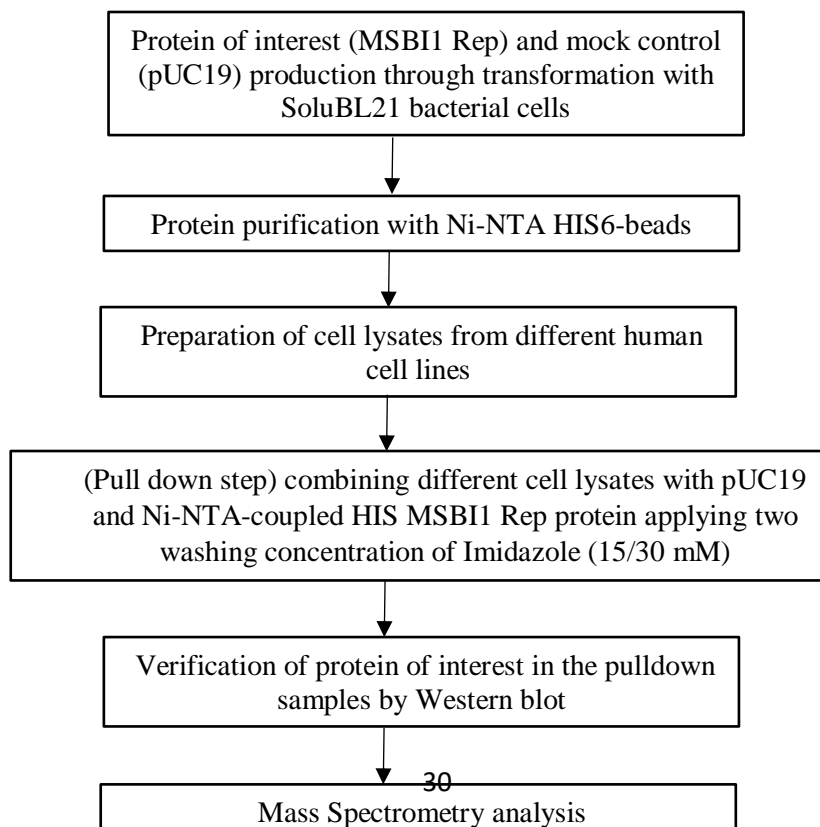 Protein of interest (MSBI1 Rep) and mock control
(pUC19) production through transformation with
SoluBL21 bacterial cells
Protein purification with Ni-NTA HIS6-beads
Preparation of cell lysates from different human
cell lines
(Pull down step) combining different cell lysates with pUC19
and Ni-NTA-coupled HIS MSBI1 Rep protein applying two
washing concentration of Imidazole (15/30 mM)
Verification of protein of interest in the pulldown
samples by Western blot
30
Mass Spectrometry analysis